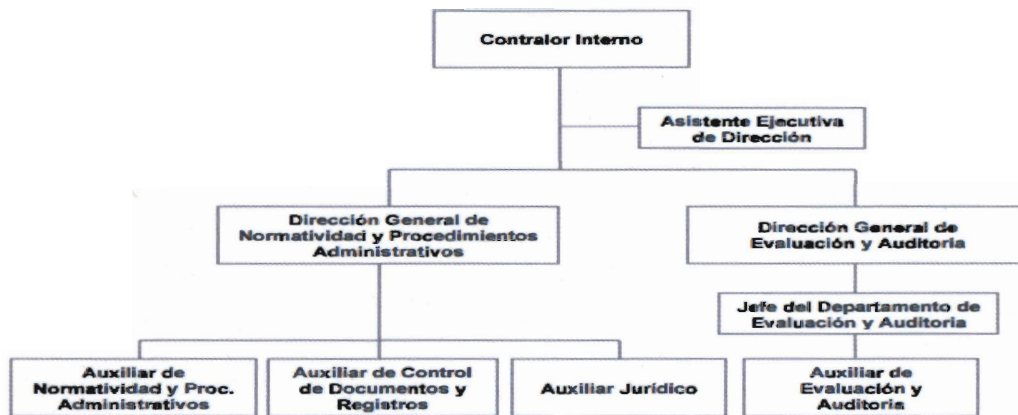 Contralor Interno
Asistente Ejecutiva
de Dirección
Dirección General de
Normatividad y Procedimientos
Administrativos
Dirección General de
Evaluación y Auditoria
Jefe del Departamento de
Evaluación y Auditoria
Auxiliar de
Normatividad y Proc.
Administrativos
Auxiliar de Control
de Documentos y
Registros
Auxiliar Jurídico
Auxiliar de
Evaluación y
Auditoria